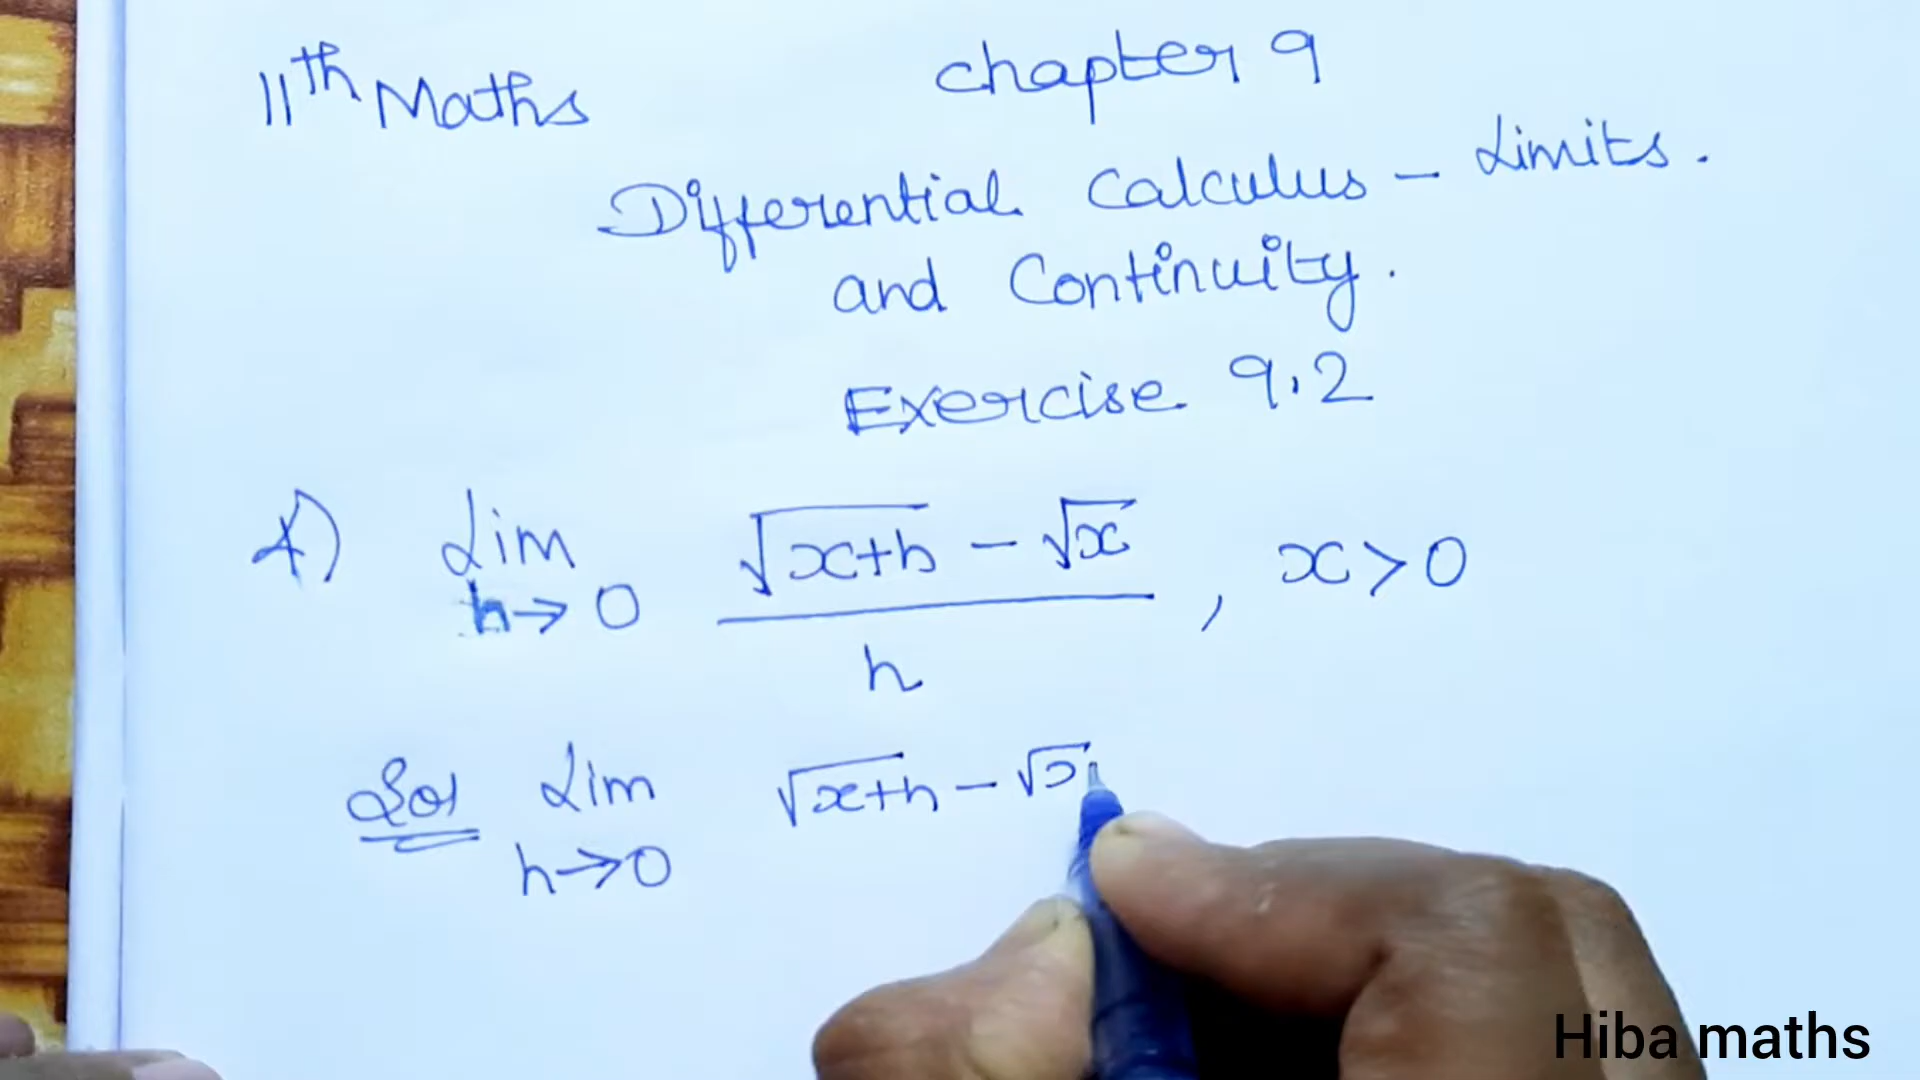 11th Maths chapter 9
Differential Calculus - Limits.
and Continuity.
Exercise 9.2
4) Lim h→0 (√(x+h) - √x)/h , x>0
Sol Lim h→0 √(x+h) - √x
Hiba maths